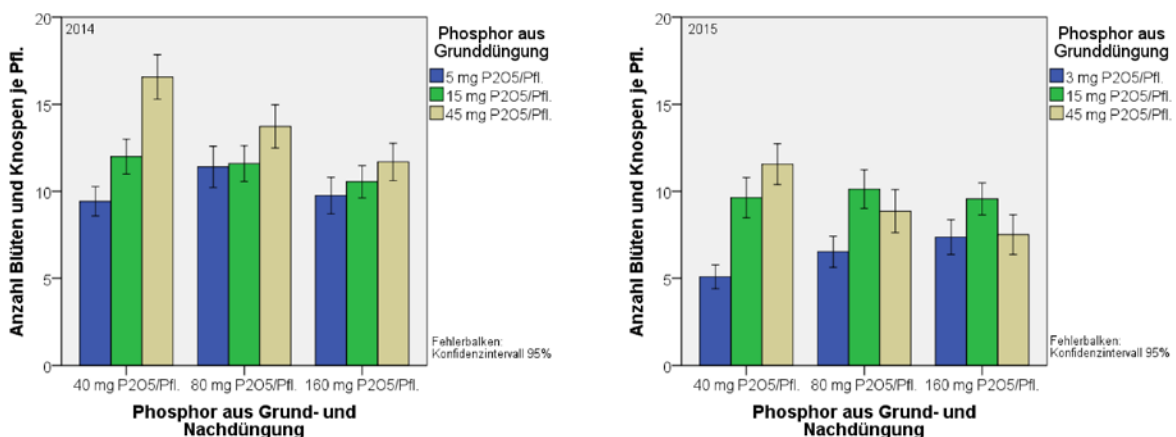 20
15
10
5
0
Anzahl Blüten und Knospen je Pfl.
2014
40 mg P2O5/Pfl.
80 mg P2O5/Pfl.
160 mg P2O5/Pfl.
Phosphor aus Grund- und
Nachdüngung
Phosphor aus
Grunddüngung
5 mg P2O5/Pfl.
15 mg P2O5/Pfl.
45 mg P2O5/Pfl.
Fehlerbalken:
Konfidenzintervall 95%
20
15
10
5
0
Anzahl Blüten und Knospen je Pfl.
2015
40 mg P2O5/Pfl.
80 mg P2O5/Pfl.
160 mg P2O5/Pfl.
Phosphor aus Grund- und
Nachdüngung
Phosphor aus
Grunddüngung
3 mg P2O5/Pfl.
15 mg P2O5/Pfl.
45 mg P2O5/Pfl.
Fehlerbalken:
Konfidenzintervall 95%